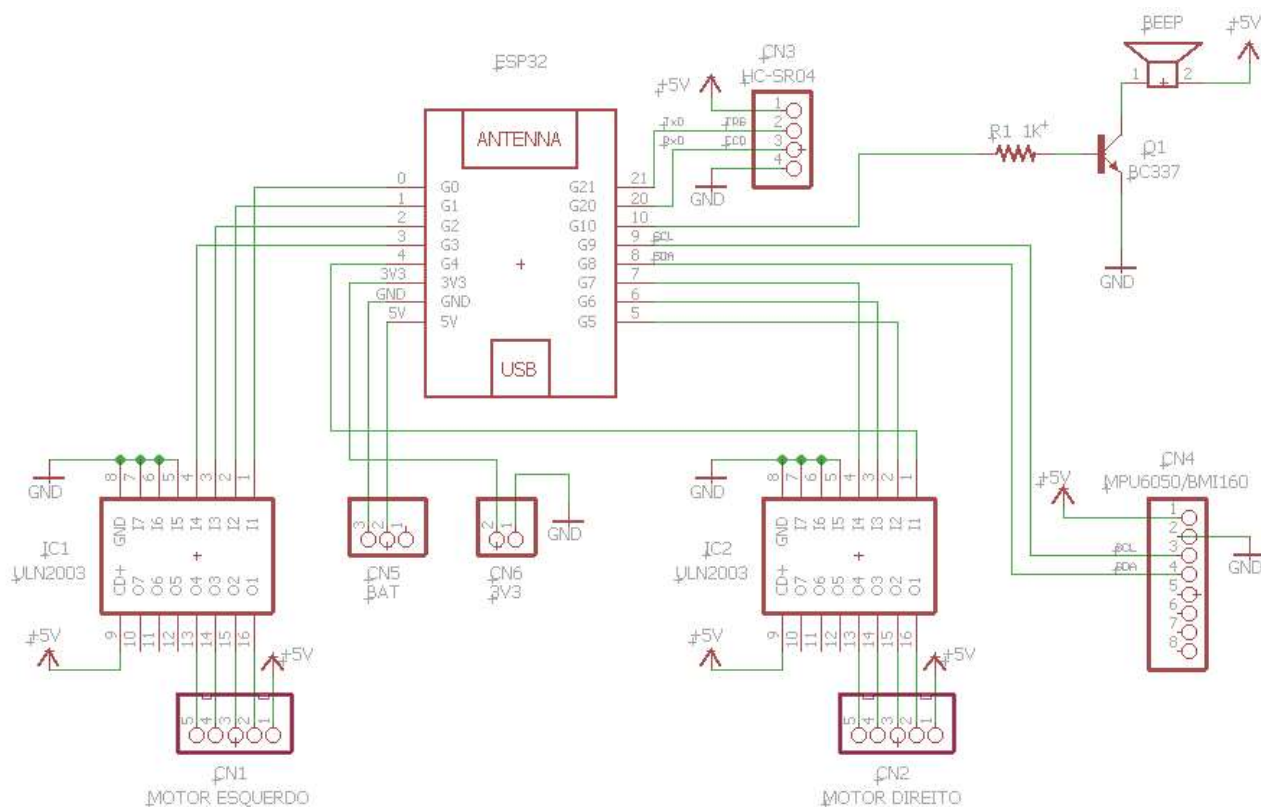 BEEP
+5V
1
2
ESP32
CN3
HC-SR04
+5V
1
2
3
4
TxD
RxD
GND
R1 1K
Q1
BC337
GND
ANTENNA
0 G0
1 G1
2 G2
3 G3
4 G4
3V3 3V3
GND GND
5V 5V
G21 21
G20 20
G10 10
G9 9 SCL
G8 8 SDA
G7 7
G6 6
G5 5
USB
GND
8 7 6 5 4 3 2 1
GND I7 I6 I5 I4 I3 I2 I1
IC1
ULN2003
CD+ O7 O6 O5 O4 O3 O2 O1
9 10 11 12 13 14 15 16
+5V
+5V
5 4 3 2 1
CN1
MOTOR ESQUERDO
3 2 1
CN5
BAT
2 1
CN6
3V3
GND
GND
8 7 6 5 4 3 2 1
GND I7 I6 I5 I4 I3 I2 I1
IC2
ULN2003
CD+ O7 O6 O5 O4 O3 O2 O1
9 10 11 12 13 14 15 16
+5V
+5V
5 4 3 2 1
CN2
MOTOR DIREITO
CN4
MPU6050/BMI160
+5V
1
2
SCL 3
SDA 4
5
6
7
8
GND